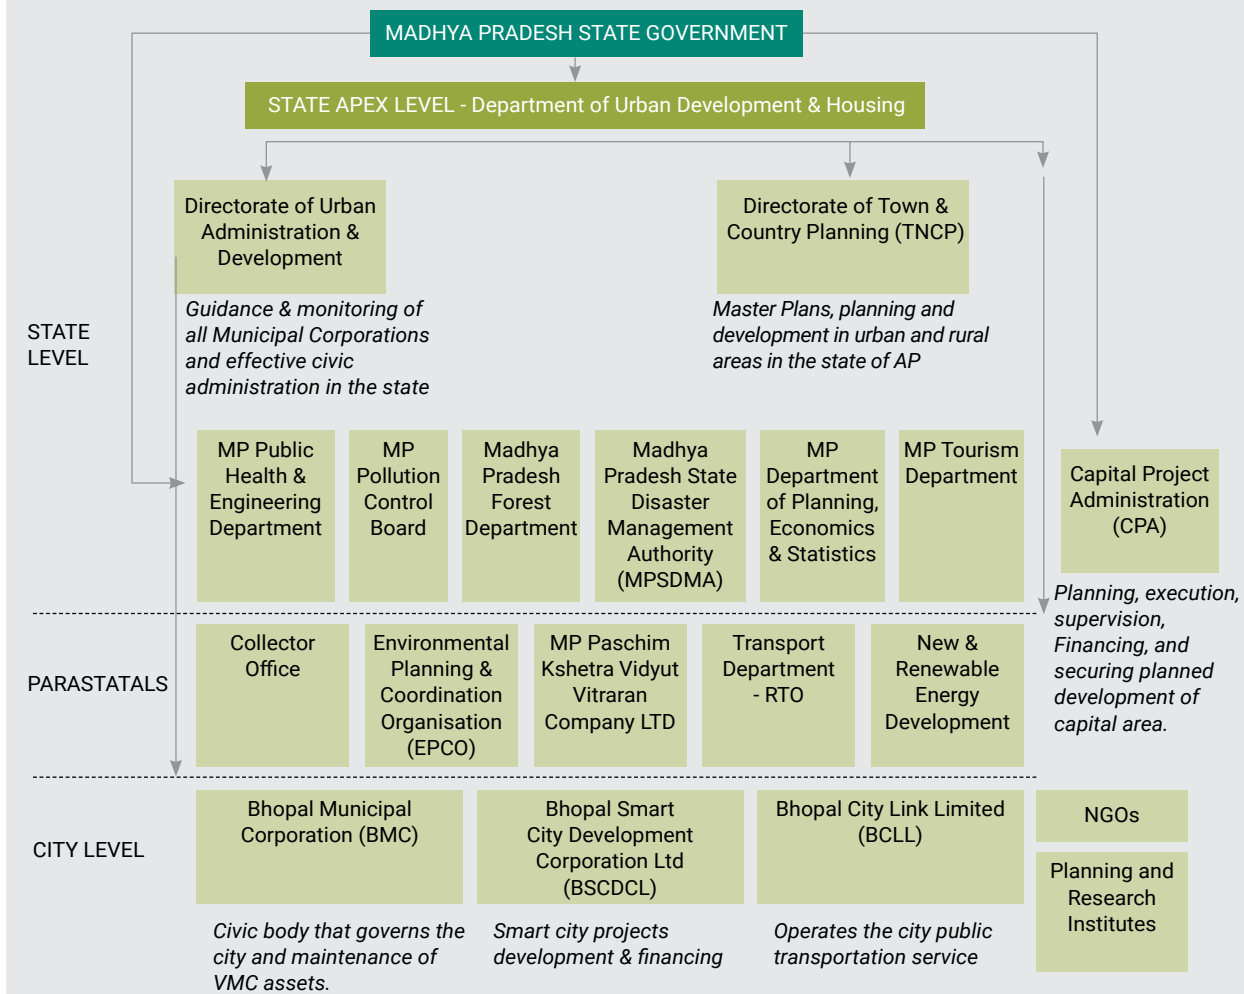 MADHYA PRADESH STATE GOVERNMENT
STATE APEX LEVEL - Department of Urban Development & Housing
Directorate of Urban
Administration &
Development
Directorate of Town &
Country Planning (TNCP)
STATE
LEVEL
Guidance & monitoring of
all Municipal Corporations
and effective civic
administration in the state
Master Plans, planning and
development in urban and rural
areas in the state of AP
MP Public
Health &
Engineering
Department
MP
Pollution
Control
Board
Madhya
Pradesh
Forest
Department
Madhya
Pradesh State
Disaster
Management
Authority
(MPSDMA)
MP
Department
of Planning,
Economics
& Statistics
MP Tourism
Department
Capital Project
Administration
(CPA)
Planning, execution,
supervision,
Financing, and
securing planned
development of
capital area.
PARASTATALS
Collector
Office
Environmental
Planning &
Coordination
Organisation
(EPCO)
MP Paschim
Kshetra Vidyut
Vitraran
Company LTD
Transport
Department
- RTO
New &
Renewable
Energy
Development
CITY LEVEL
Bhopal Municipal
Corporation (BMC)
Bhopal Smart
City Development
Corporation Ltd
(BSCDCL)
Bhopal City Link Limited
(BCLL)
NGOs
Planning and
Research
Institutes
Civic body that governs the
city and maintenance of
VMC assets.
Smart city projects
development & financing
Operates the city public
transportation service